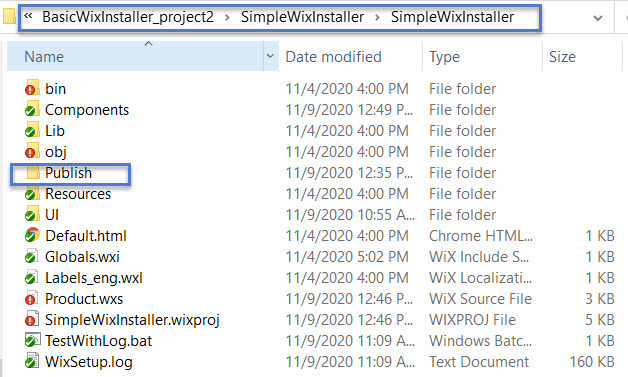 « BasicWixInstaller_project2 > SimpleWixInstaller > SimpleWixInstaller
Name Date modified Type Size
bin 11/4/2020 4:00 PM File folder
Components 11/9/2020 12:49 P... File folder
Lib 11/4/2020 4:00 PM File folder
obj 11/4/2020 4:00 PM File folder
Publish 11/9/2020 12:35 P... File folder
Resources 11/4/2020 4:00 PM File folder
UI 11/9/2020 10:55 A... File folder
Default.html 11/4/2020 4:00 PM Chrome HTML... 1 KB
Globals.wxi 11/4/2020 5:02 PM WiX Include S... 1 KB
Labels_eng.wxl 11/4/2020 4:00 PM WiX Localizati... 1 KB
Product.wxs 11/9/2020 12:46 P... WiX Source File 3 KB
SimpleWixInstaller.wixproj 11/9/2020 12:46 P... WIXPROJ File 5 KB
TestWithLog.bat 11/9/2020 11:09 A... Windows Batc... 1 KB
WixSetup.log 11/9/2020 11:09 A... Text Document 160 KB